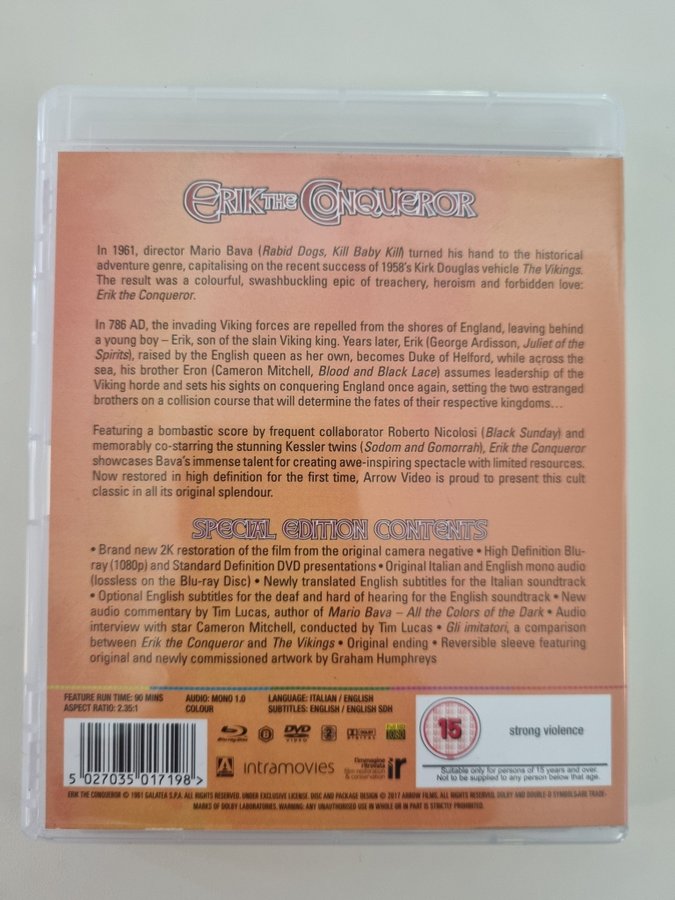 ERIK THE CONQUEROR
In 1961, director Mario Bava (Rabid Dogs, Kill Baby Kill) turned his hand to the historical
adventure genre, capitalising on the recent success of 1958's Kirk Douglas vehicle The Vikings.
The result was a colourful, swashbuckling epic of treachery, heroism and forbidden love:
Erik the Conqueror.
In 786 AD, the invading Viking forces are repelled from the shores of England, leaving behind
a young boy – Erik, son of the slain Viking king. Years later, Erik (George Ardisson, Juliet of the
Spirits), raised by the English queen as her own, becomes Duke of Helford, while across the
sea, his brother Eron (Cameron Mitchell, Blood and Black Lace) assumes leadership of the
Viking horde and sets his sights on conquering England once again, setting the two estranged
brothers on a collision course that will determine the fates of their respective kingdoms…
Featuring a bombastic score by frequent collaborator Roberto Nicolosi (Black Sunday) and
memorably co-starring the stunning Kessler twins (Sodom and Gomorrah), Erik the Conqueror
showcases Bava's immense talent for creating awe-inspiring spectacle with limited resources.
Now restored in high definition for the first time, Arrow Video is proud to present this cult
classic in all its original splendour.
SPECIAL EDITION CONTENTS
• Brand new 2K restoration of the film from the original camera negative • High Definition Blu-
ray (1080p) and Standard Definition DVD presentations • Original Italian and English mono audio
(lossless on the Blu-ray Disc) • Newly translated English subtitles for the Italian soundtrack
• Optional English subtitles for the deaf and hard of hearing for the English soundtrack • New
audio commentary by Tim Lucas, author of Mario Bava – All the Colors of the Dark • Audio
interview with star Cameron Mitchell, conducted by Tim Lucas • Gli imitatori, a comparison
between Erik the Conqueror and The Vikings • Original ending • Reversible sleeve featuring
original and newly commissioned artwork by Graham Humphreys
FEATURE RUN TIME: 90 MINS AUDIO: MONO 1.0 LANGUAGE: ITALIAN / ENGLISH
ASPECT RATIO: 2.35:1 COLOUR SUBTITLES: ENGLISH / ENGLISH SDH
Blu-ray Disc B DVD VIDEO 2 DOLBY Full HD 1080
15 strong violence
Suitable only for persons of 15 years and over.
Not to be supplied to any person below that age.
5 027035 017198 >
ARROW intramovies l'immagine ritrovata film restoration & conservation ir
ERIK THE CONQUEROR © 1961 GALATEA S.P.A. ALL RIGHTS RESERVED. UNDER EXCLUSIVE LICENSE. DISC AND PACKAGE DESIGN © 2017 ARROW FILMS. ALL RIGHTS RESERVED. DOLBY AND DOUBLE-D SYMBOLS ARE TRADE-
MARKS OF DOLBY LABORATORIES. WARNING: ANY UNAUTHORISED USE IN WHOLE OR IN PART IS STRICTLY PROHIBITED.